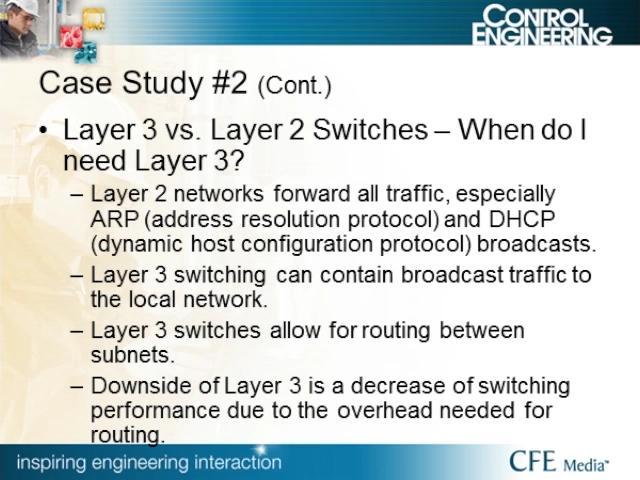 CONTROL
ENGINEERING
Case Study #2 (Cont.)
• Layer 3 vs. Layer 2 Switches – When do I
need Layer 3?
– Layer 2 networks forward all traffic, especially
ARP (address resolution protocol) and DHCP
(dynamic host configuration protocol) broadcasts.
– Layer 3 switching can contain broadcast traffic to
the local network.
– Layer 3 switches allow for routing between
subnets.
– Downside of Layer 3 is a decrease of switching
performance due to the overhead needed for
routing.
inspiring engineering interaction
CFE Media™